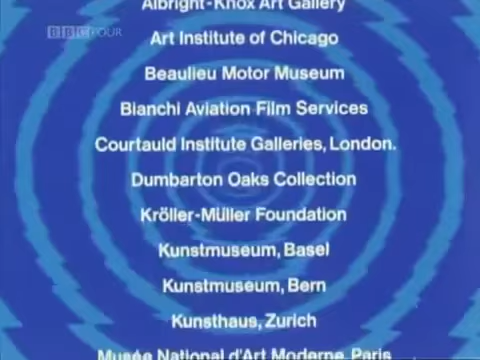 Albright-Knox Art Gallery
BBC FOUR
Art Institute of Chicago
Beaulieu Motor Museum
Bianchi Aviation Film Services
Courtauld Institute Galleries, London.
Dumbarton Oaks Collection
Kröller-Müller Foundation
Kunstmuseum, Basel
Kunstmuseum, Bern
Kunsthaus, Zurich
Musée National d'Art Moderne, Paris